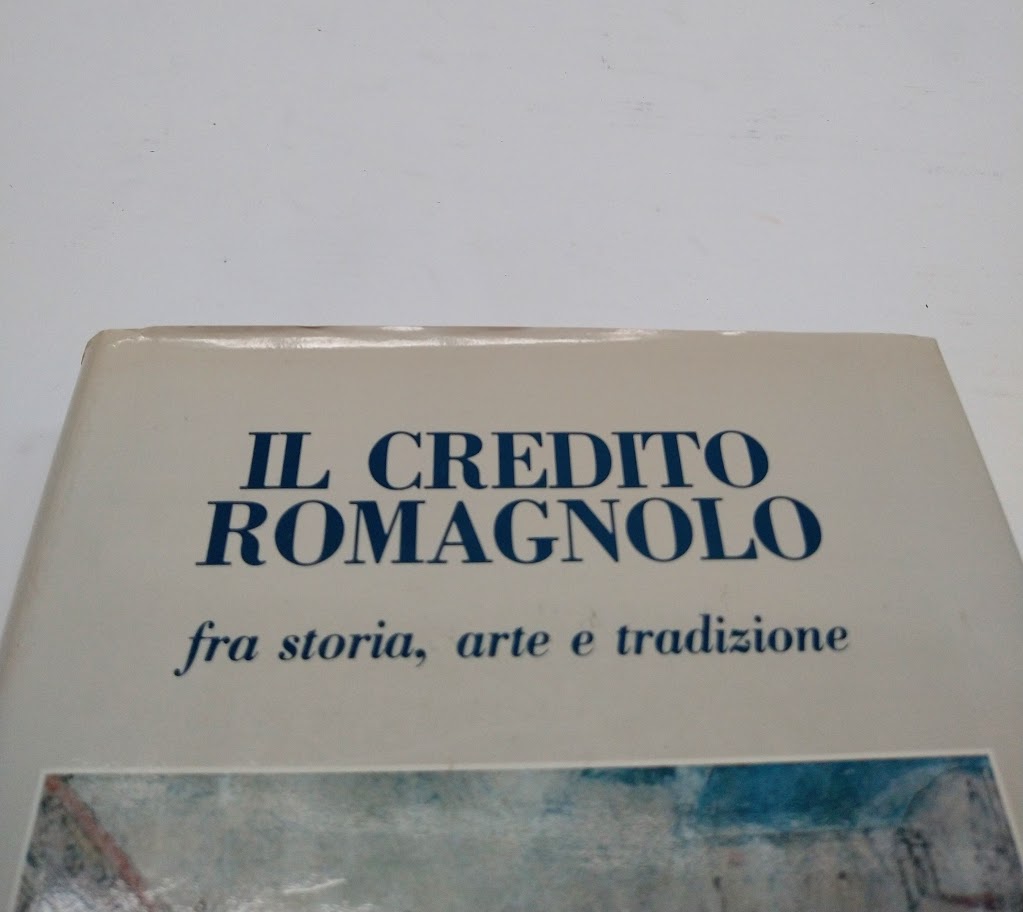 IL CREDITO
ROMAGNOLO
fra storia, arte e tradizione